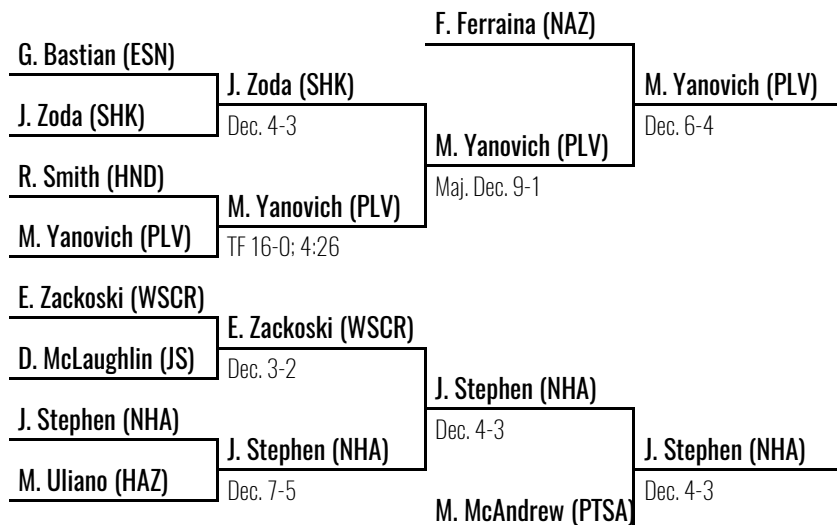 F. Ferraina (NAZ)
G. Bastian (ESN)
J. Zoda (SHK)
M. Yanovich (PLV)
J. Zoda (SHK)
Dec. 4-3
Dec. 6-4
M. Yanovich (PLV)
R. Smith (HND)
Maj. Dec. 9-1
M. Yanovich (PLV)
M. Yanovich (PLV)
TF 16-0; 4:26
E. Zackoski (WSCR)
E. Zackoski (WSCR)
D. McLaughlin (JS)
Dec. 3-2
J. Stephen (NHA)
J. Stephen (NHA)
Dec. 4-3
J. Stephen (NHA)
J. Stephen (NHA)
M. Uliano (HAZ)
Dec. 7-5
Dec. 4-3
M. McAndrew (PTSA)